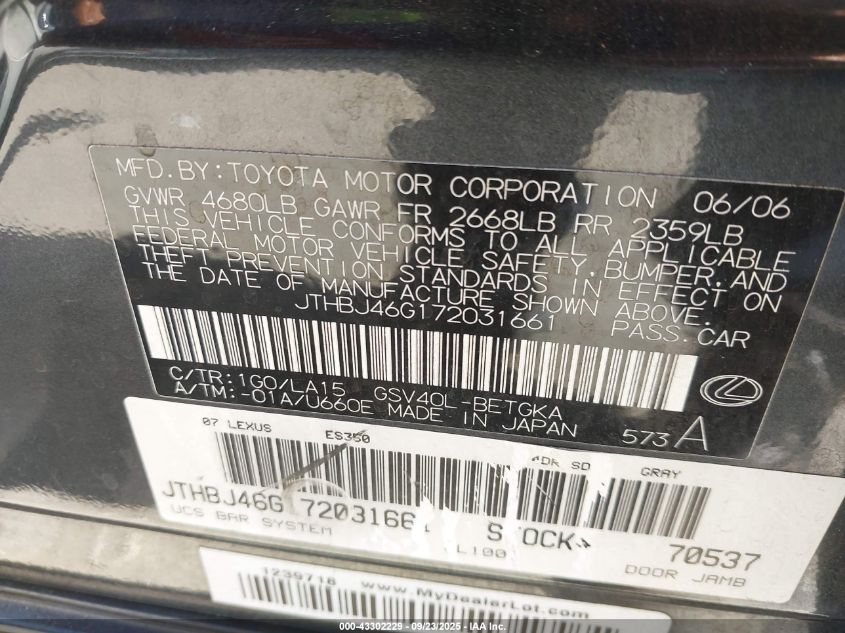 MFD. BY: TOYOTA MOTOR CORPORATION 06/06
GVWR 4680LB GAWR FR 2668LB RR 2359LB
THIS VEHICLE CONFORMS TO ALL APPLICABLE
FEDERAL MOTOR VEHICLE SAFETY, BUMPER, AND
THEFT PREVENTION STANDARDS IN EFFECT ON
THE DATE OF MANUFACTURE SHOWN ABOVE.
JTHBJ46G172031661 PASS. CAR
C/TR: 1G0/LA15 GSV40L-BETGKA
A/TM: -01A/U660E MADE IN JAPAN 573 A
07 LEXUS ES350 4DR SD GRAY
JTHBJ46G 72031661 STOCK> 70537
UCS BAR SYSTEM L100 DOOR JAMB
1239718
www.MyDealerLot.com
000-43302229 - 09/23/2025 - IAA Inc.